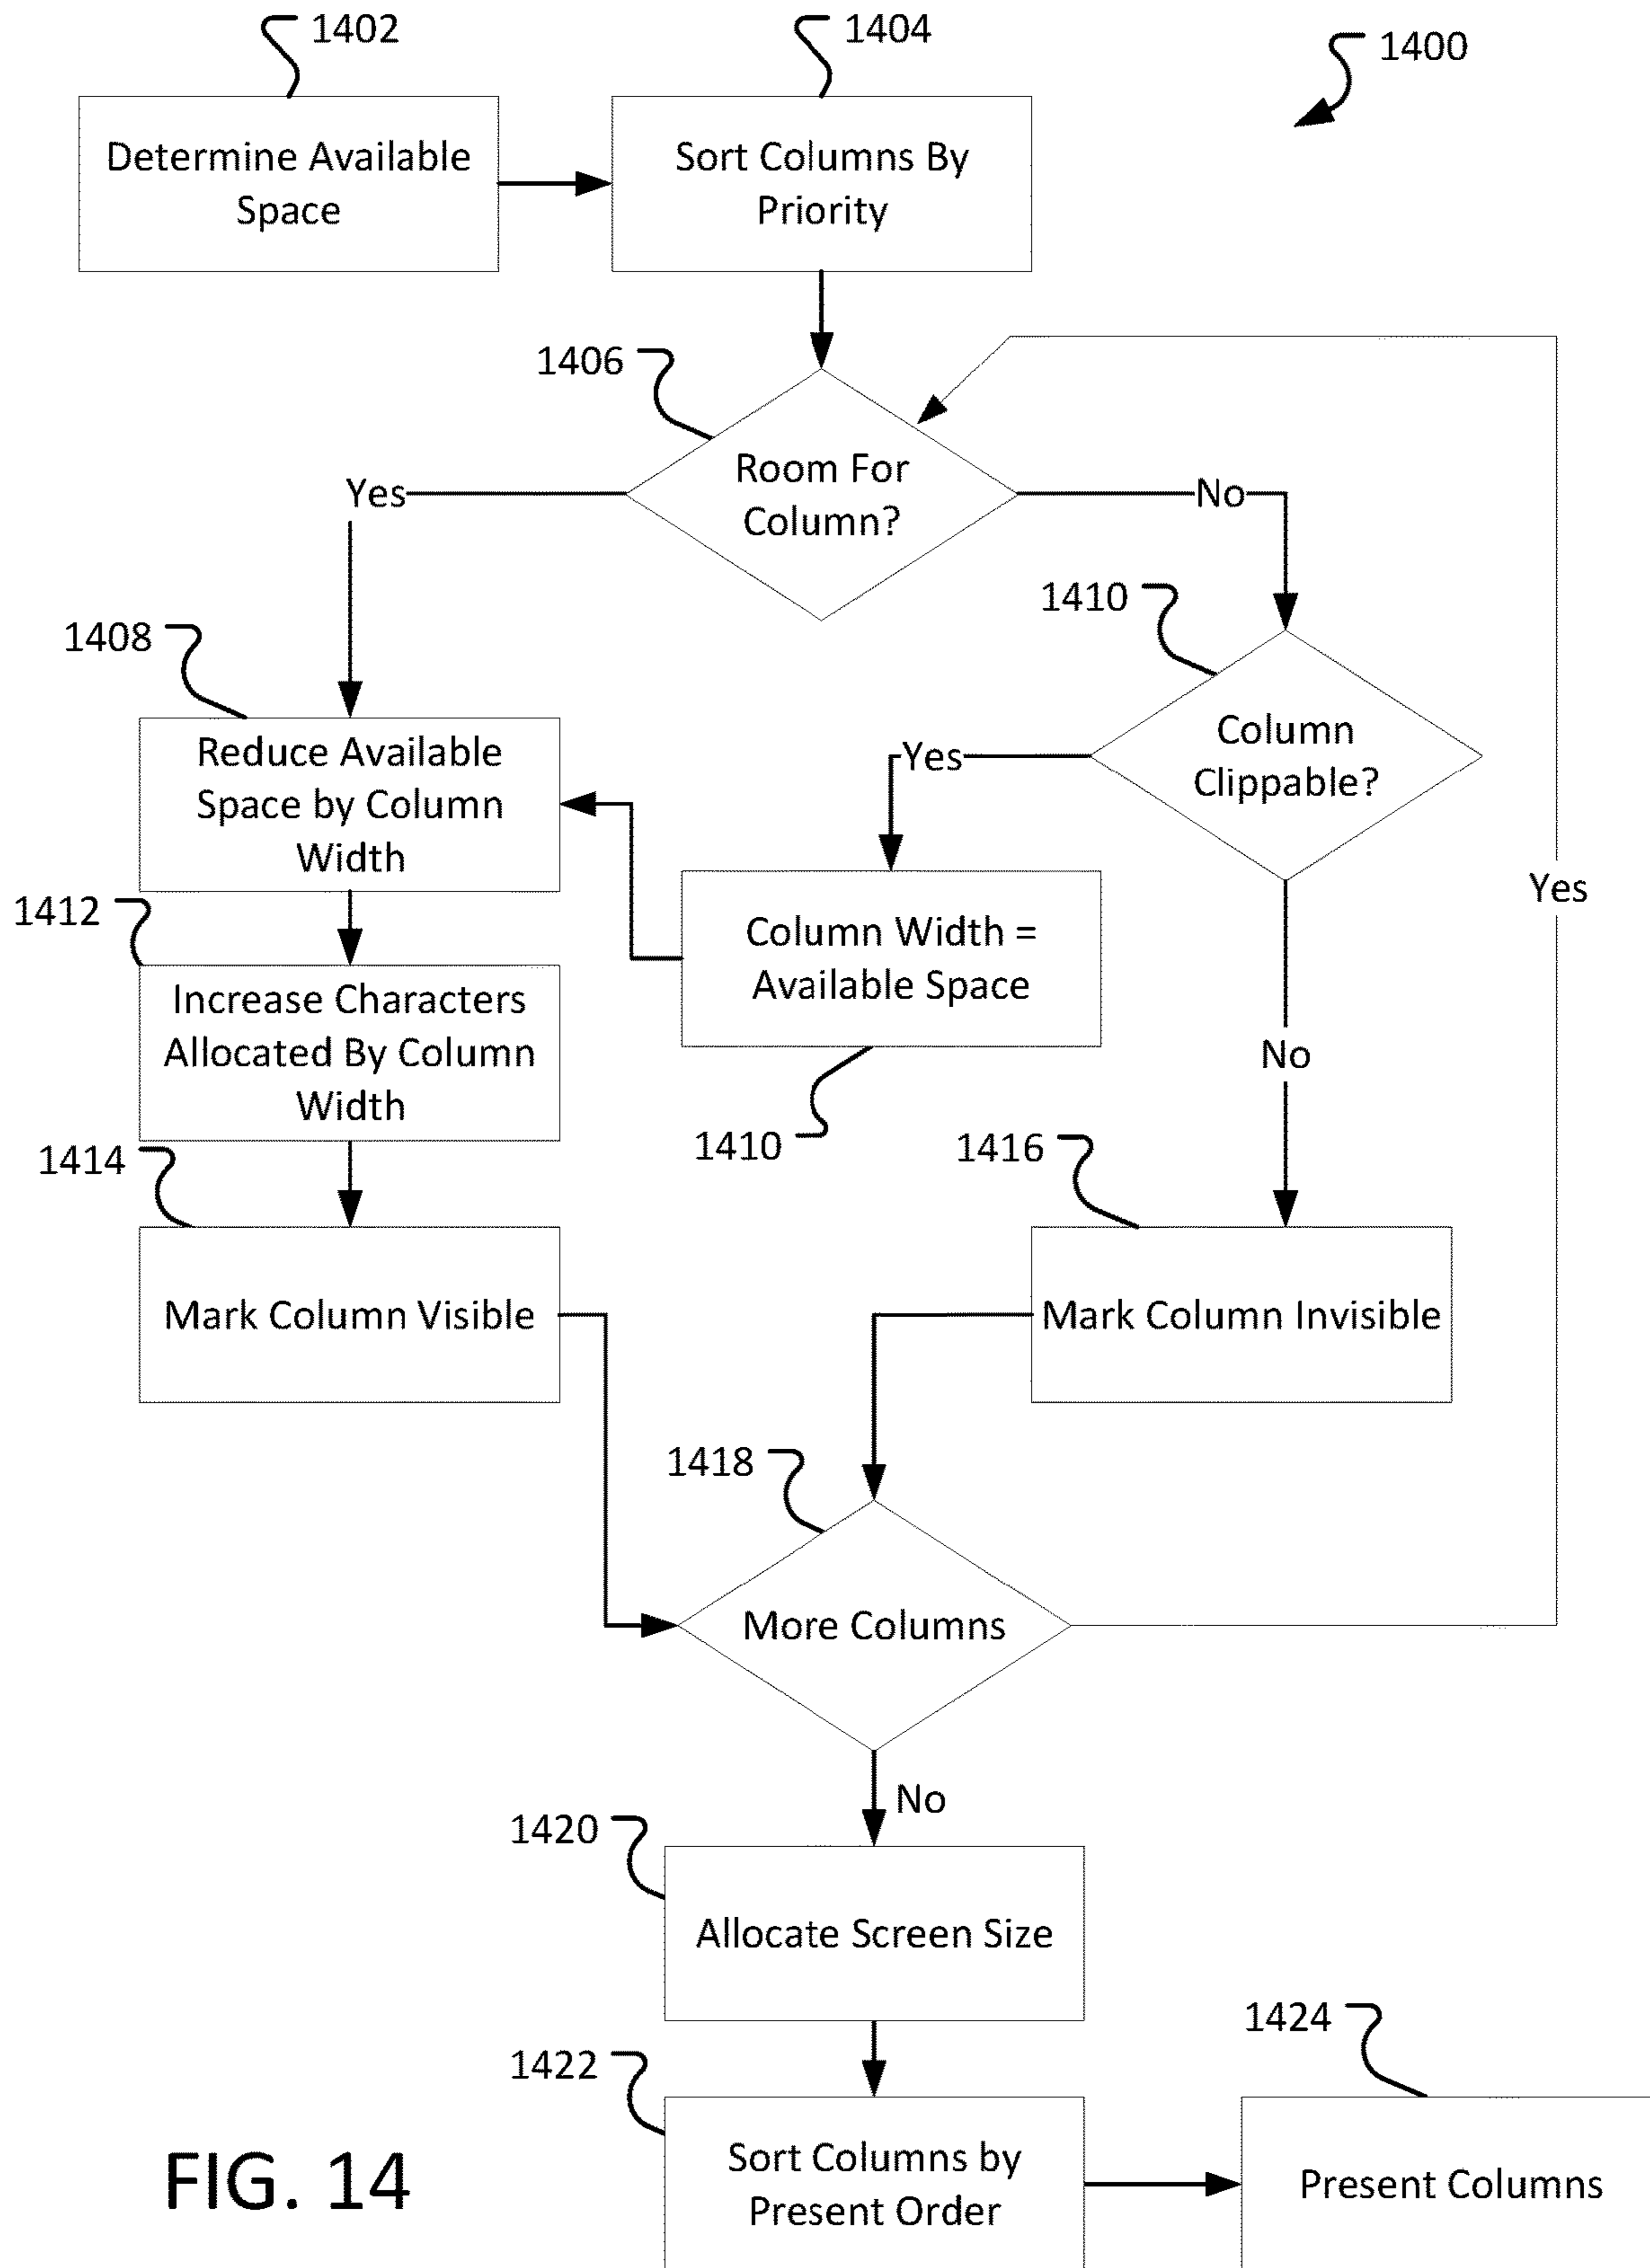 1402
1404
1400
Determine Available
Space
Sort Columns By
Priority
1406
Room For
Column?
Yes
No
1410
1408
Column
Clippable?
Reduce Available
Space by Column
Width
Yes
Yes
1412
Column Width =
Available Space
Increase Characters
Allocated By Column
Width
No
1410
1414
1416
Mark Column Visible
Mark Column Invisible
1418
More Columns
No
1420
Allocate Screen Size
1424
1422
Sort Columns by
Present Order
Present Columns
FIG. 14